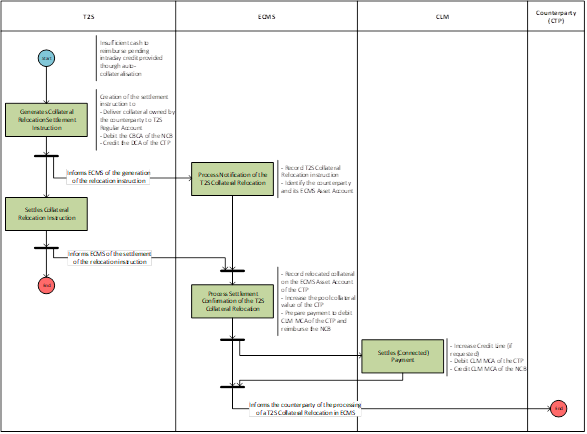 T2S
ECMS
CLM
Counterparty
(CTP)
Start
Insufficient cash to
reimburse pending
intraday credit provided
though auto-
collateralisation
Generates Collateral
Relocation Settlement
Instruction
Creation of the settlement
instruction to
- Deliver collateral owned by
the counterparty to T2S
Regular Account
- Debit the CBCA of the NCB
- Credit the DCA of the CTP
Informs ECMS of the generation
of the relocation instruction
Process Notification of the
T2S Collateral Relocation
- Record T2S Collateral
Relocation instruction
- Identify the counterparty
and its ECMS Asset Account
Settles Collateral
Relocation Instruction
Informs ECMS of the settlement
of the relocation instruction
End
Process Settlement
Confirmation of the T2S
Collateral Relocation
- Record relocated collateral
on the ECMS Asset Account
of the CTP
- Increase the pool collateral
value of the CTP
- Prepare payment to debit
CLM MCA of the CTP and
reimburse the NCB
Settles (Connected)
Payment
- Increase Credit Line (if
requested)
- Debit CLM MCA of the CTP
- Credit CLM MCA of the NCB
Informs the counterparty of the processing
of a T2S Collateral Relocation in ECMS
End